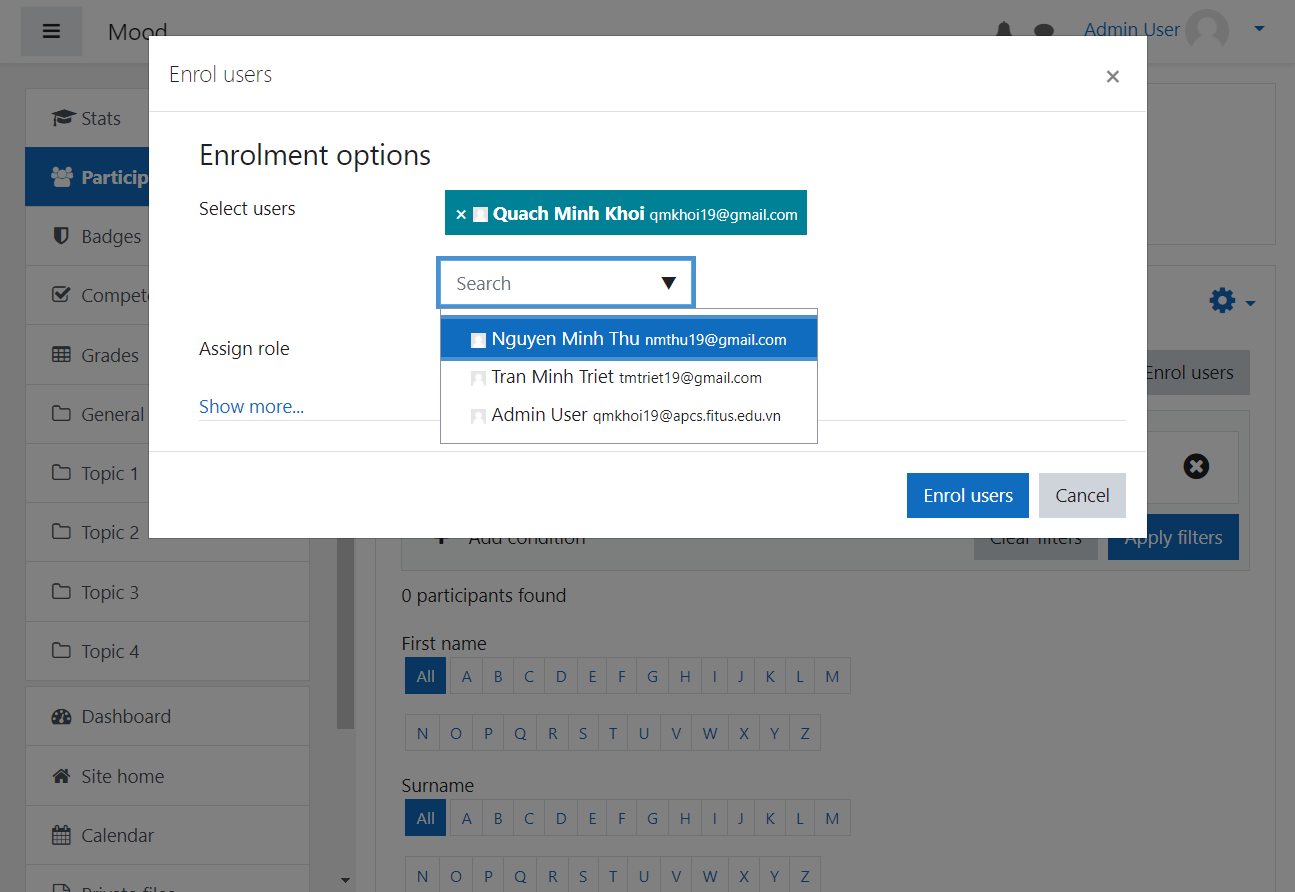 Mood
Admin User
Enrol users
×
Stats
Enrolment options
Particip
Select users
× Quach Minh Khoi qmkhoi19@gmail.com
Badges
Search
Compete
Nguyen Minh Thu nmthu19@gmail.com
Assign role
Grades
Enrol users
Tran Minh Triet tmtriet19@gmail.com
Show more...
General
Admin User qmkhoi19@apcs.fitus.edu.vn
Topic 1
Enrol users
Cancel
Topic 2
Add condition
Clear filters
Apply filters
Topic 3
0 participants found
First name
Topic 4
All A B C D E F G H I J K L M
Dashboard
N O P Q R S T U V W X Y Z
Site home
Surname
All A B C D E F G H I J K L M
Calendar
N O P Q R S T U V W X Y Z
Private files